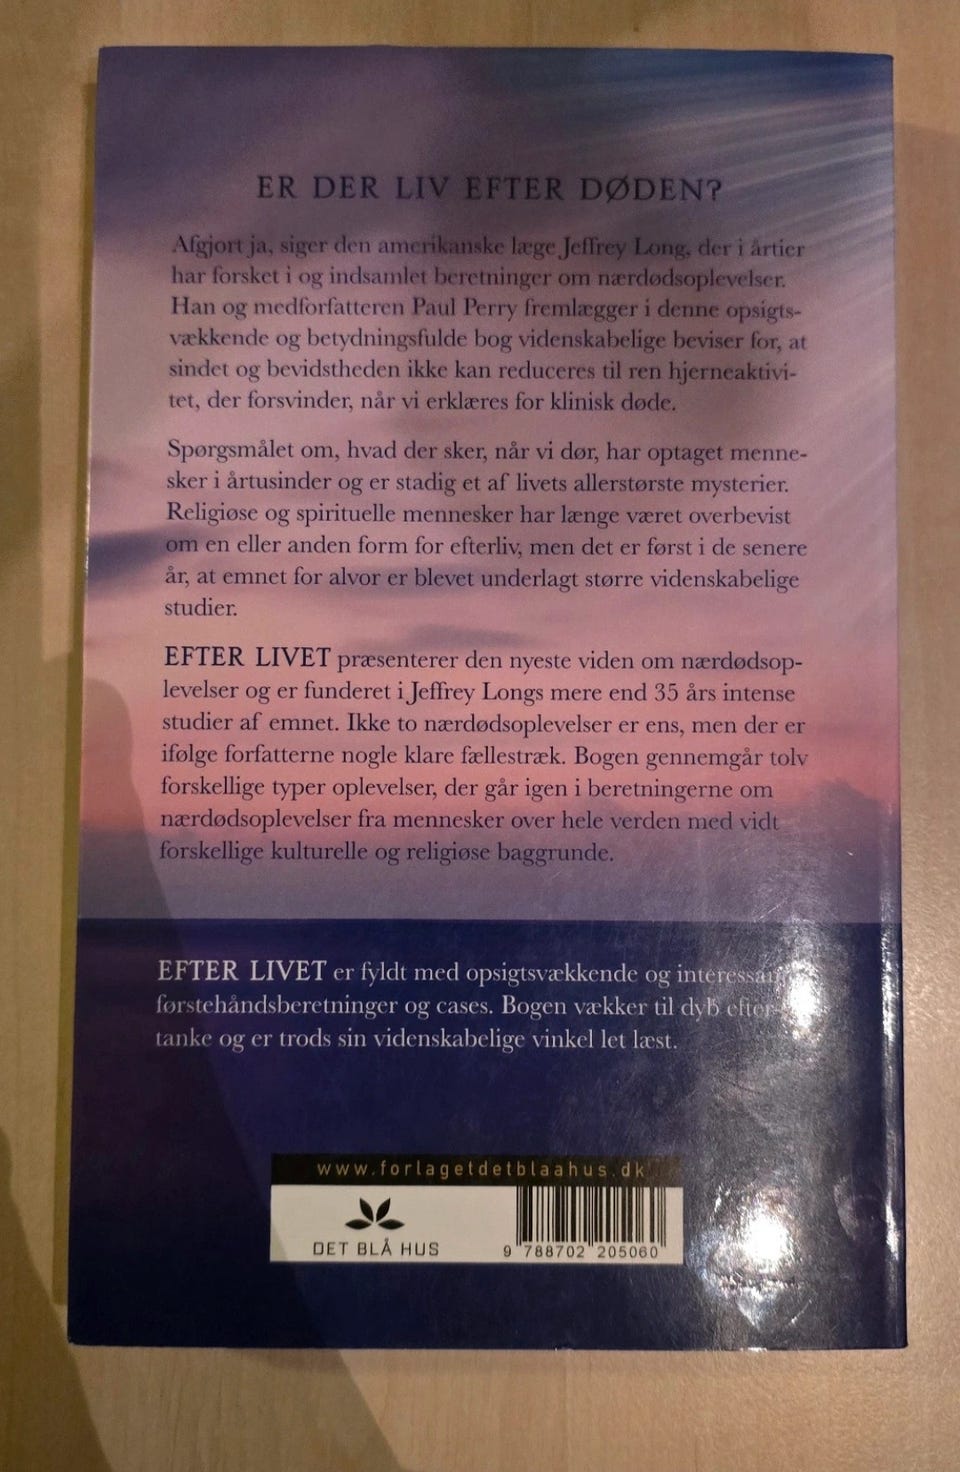 ER DER LIV EFTER DØDEN?
Afgjort ja, siger den amerikanske læge Jeffrey Long, der i årtier
har forsket i og indsamlet beretninger om nærdødsoplevelser.
Han og medforfatteren Paul Perry fremlægger i denne opsigts-
vækkende og betydningsfulde bog videnskabelige beviser for, at
sindet og bevidstheden ikke kan reduceres til ren hjerneaktivi-
tet, der forsvinder, når vi erklæres for klinisk døde.
Spørgsmålet om, hvad der sker, når vi dør, har optaget menne-
sker i årtusinder og er stadig et af livets allerstørste mysterier.
Religiøse og spirituelle mennesker har længe været overbevist
om en eller anden form for efterliv, men det er først i de senere
år, at emnet for alvor er blevet underlagt større videnskabelige
studier.
EFTER LIVET præsenterer den nyeste viden om nærdødsop-
levelser og er funderet i Jeffrey Longs mere end 35 års intense
studier af emnet. Ikke to nærdødsoplevelser er ens, men der er
ifølge forfatterne nogle klare fællestræk. Bogen gennemgår tolv
forskellige typer oplevelser, der går igen i beretningerne om
nærdødsoplevelser fra mennesker over hele verden med vidt
forskellige kulturelle og religiøse baggrunde.
EFTER LIVET er fyldt med opsigtsvækkende og interessante
førstehåndsberetninger og cases. Bogen vækker til dyb efter-
tanke og er trods sin videnskabelige vinkel let læst.
www.forlagetdetblaahus.dk
DET BLÅ HUS
9 788702 205060